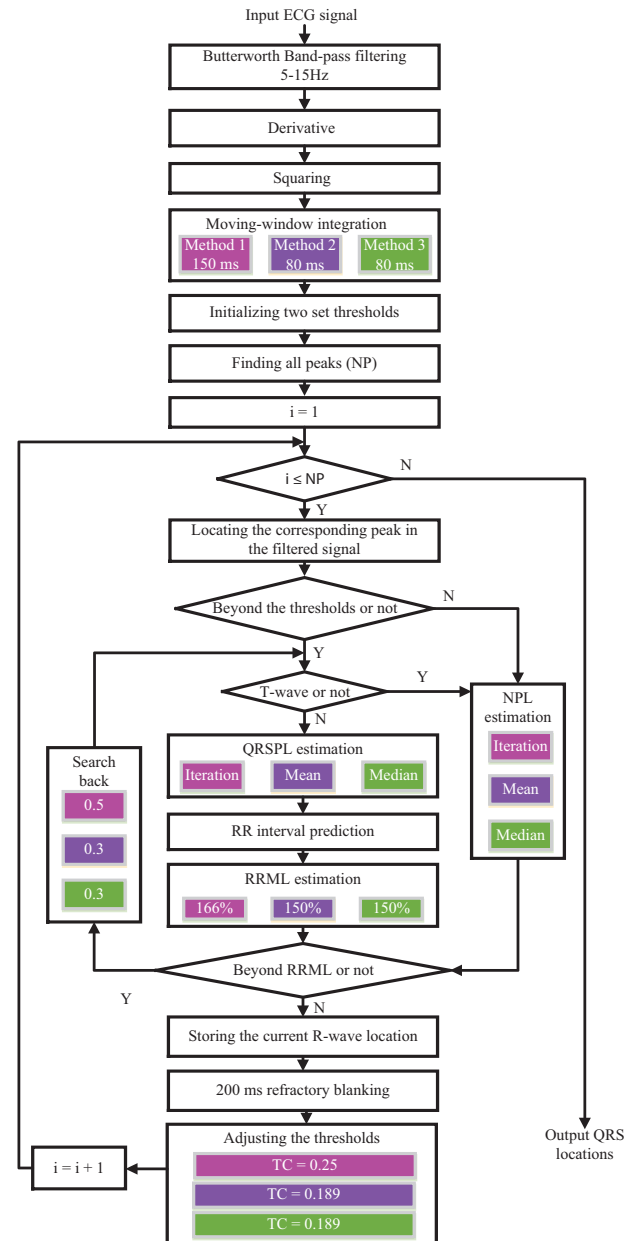 Input ECG signal
Butterworth Band-pass filtering
5-15Hz
Derivative
Squaring
Moving-window integration
Method 1
150 ms
Method 2
80 ms
Method 3
80 ms
Initializing two set thresholds
Finding all peaks (NP)
i = 1
i ≤ NP
N
Y
Locating the corresponding peak in
the filtered signal
Beyond the thresholds or not
N
Y
T-wave or not
Y
N
NPL
estimation
Iteration
Mean
Median
QRSPL estimation
Iteration
Mean
Median
Search
back
0.5
0.3
0.3
RR interval prediction
RRML estimation
166%
150%
150%
Beyond RRML or not
Y
N
Storing the current R-wave location
200 ms refractory blanking
Adjusting the thresholds
TC = 0.25
TC = 0.189
TC = 0.189
i = i + 1
Output QRS
locations